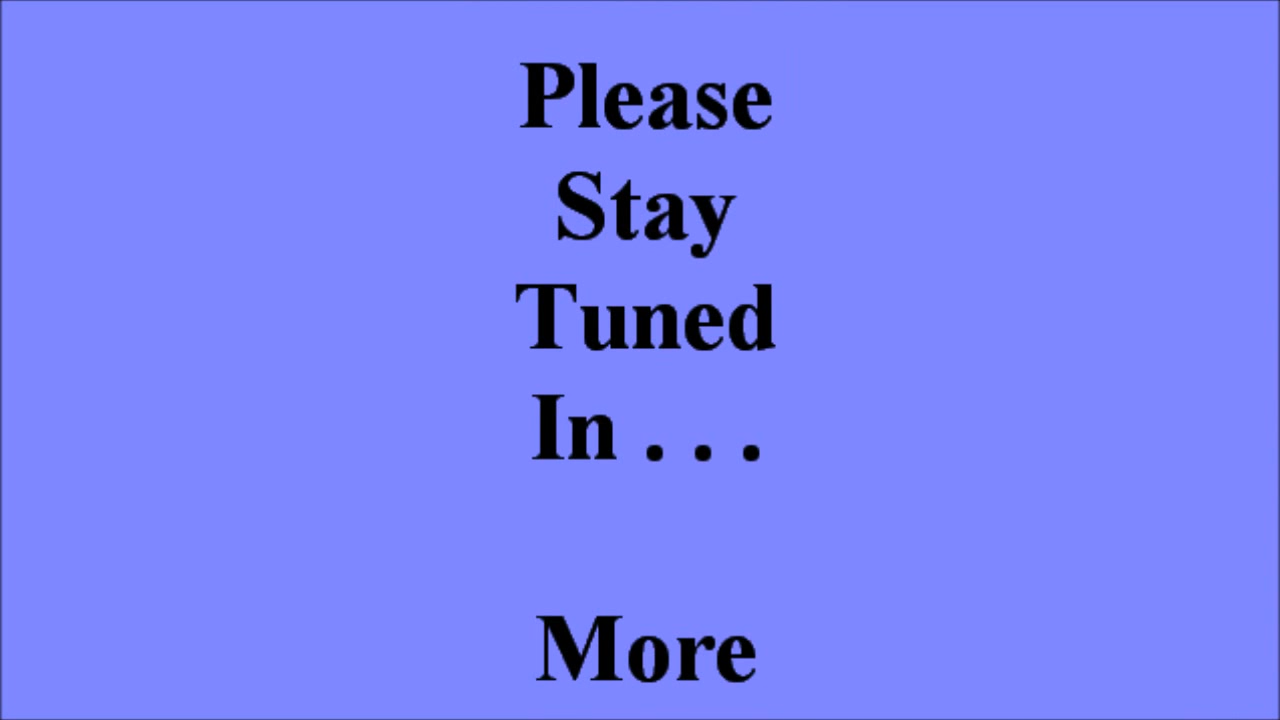 Please
Stay
Tuned
In . . .
More